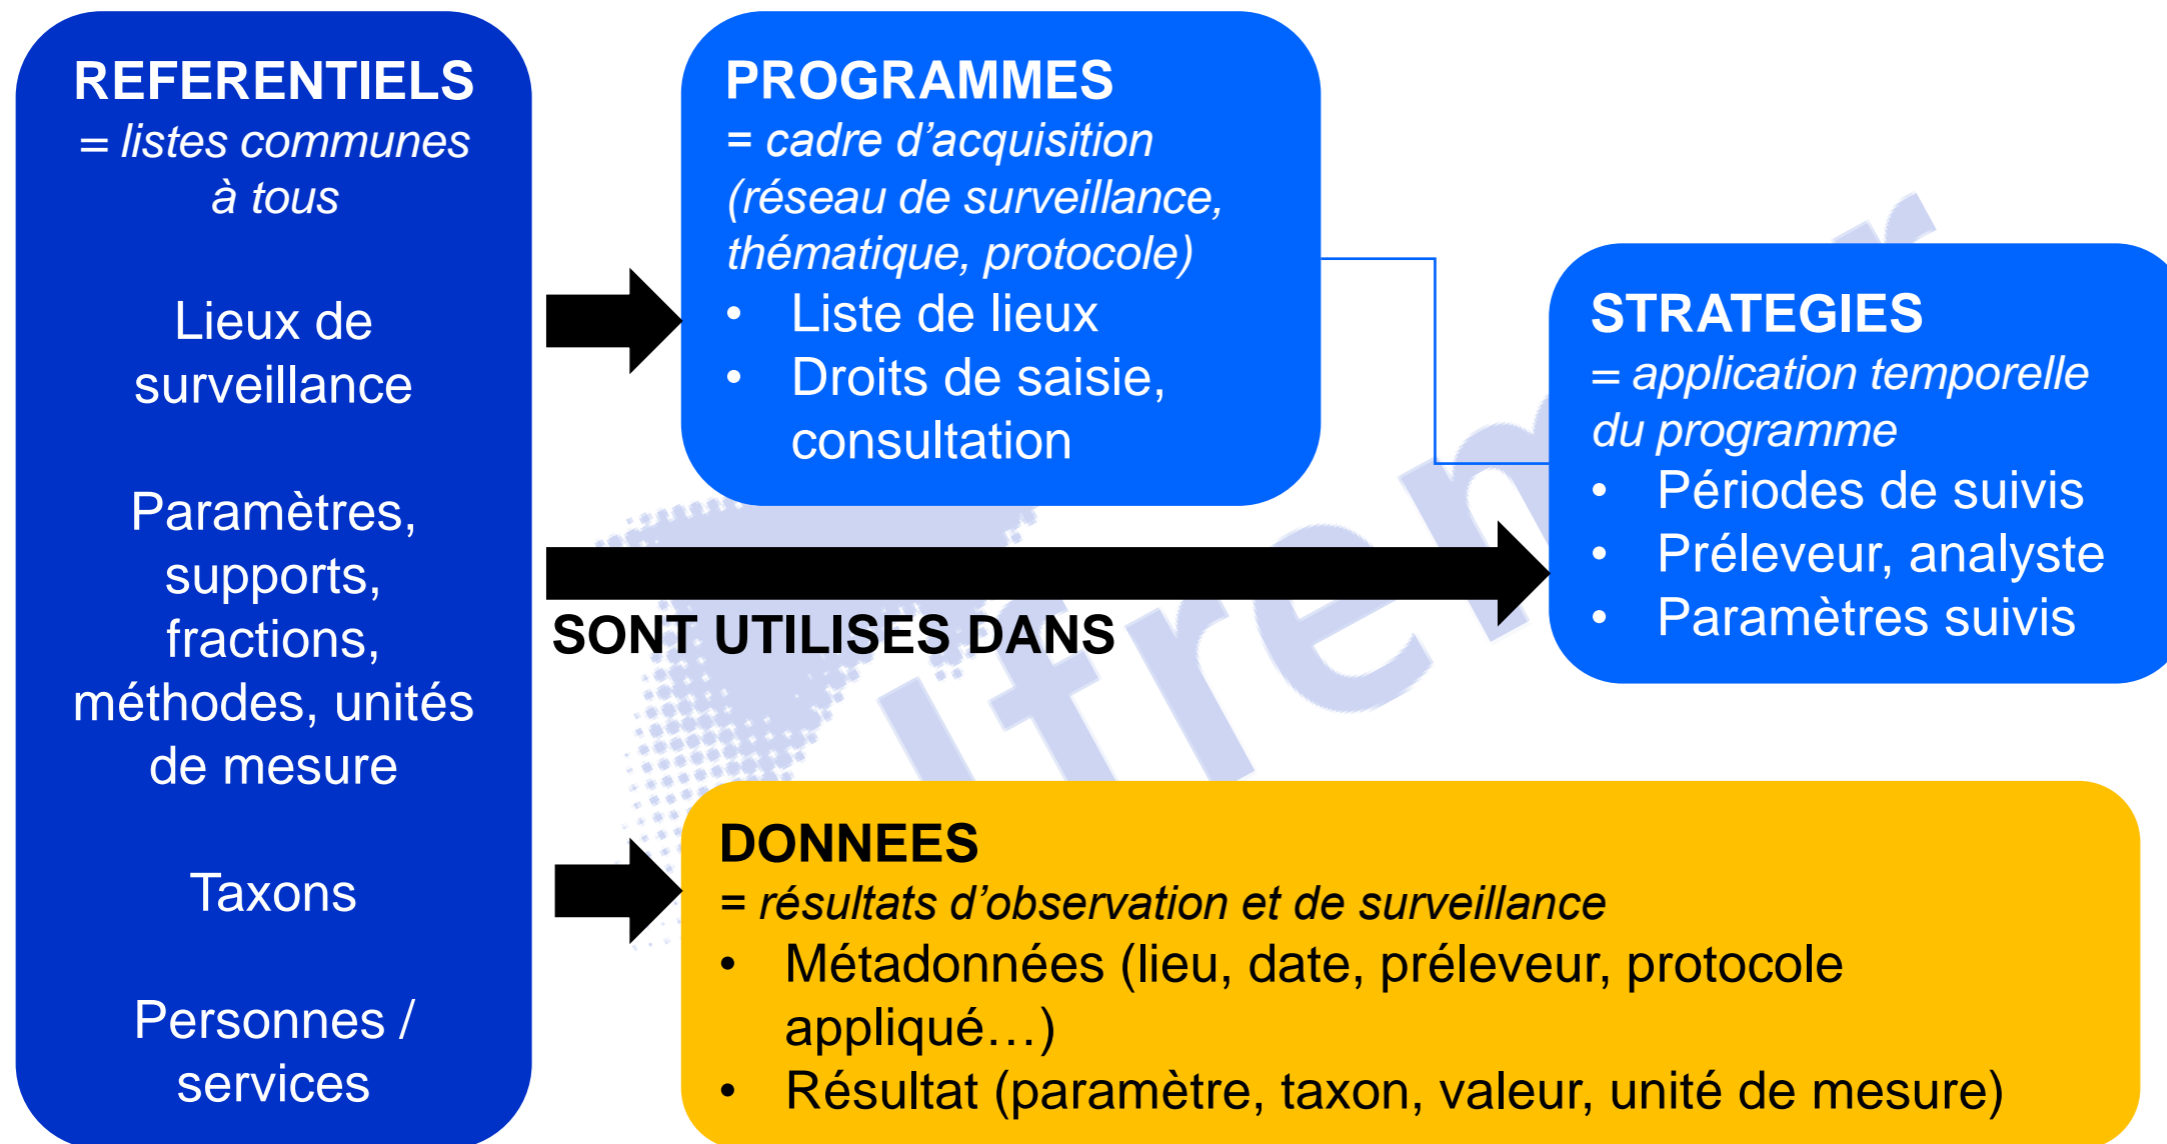 REFERENTIELS
= listes communes
à tous
Lieux de
surveillance
Paramètres,
supports,
fractions,
méthodes, unités
de mesure
Taxons
Personnes /
services
PROGRAMMES
= cadre d’acquisition
(réseau de surveillance,
thématique, protocole)
• Liste de lieux
• Droits de saisie,
consultation
STRATEGIES
= application temporelle
du programme
• Périodes de suivis
• Préleveur, analyste
• Paramètres suivis
SONT UTILISES DANS
DONNEES
= résultats d’observation et de surveillance
• Métadonnées (lieu, date, préleveur, protocole
appliqué…)
• Résultat (paramètre, taxon, valeur, unité de mesure)